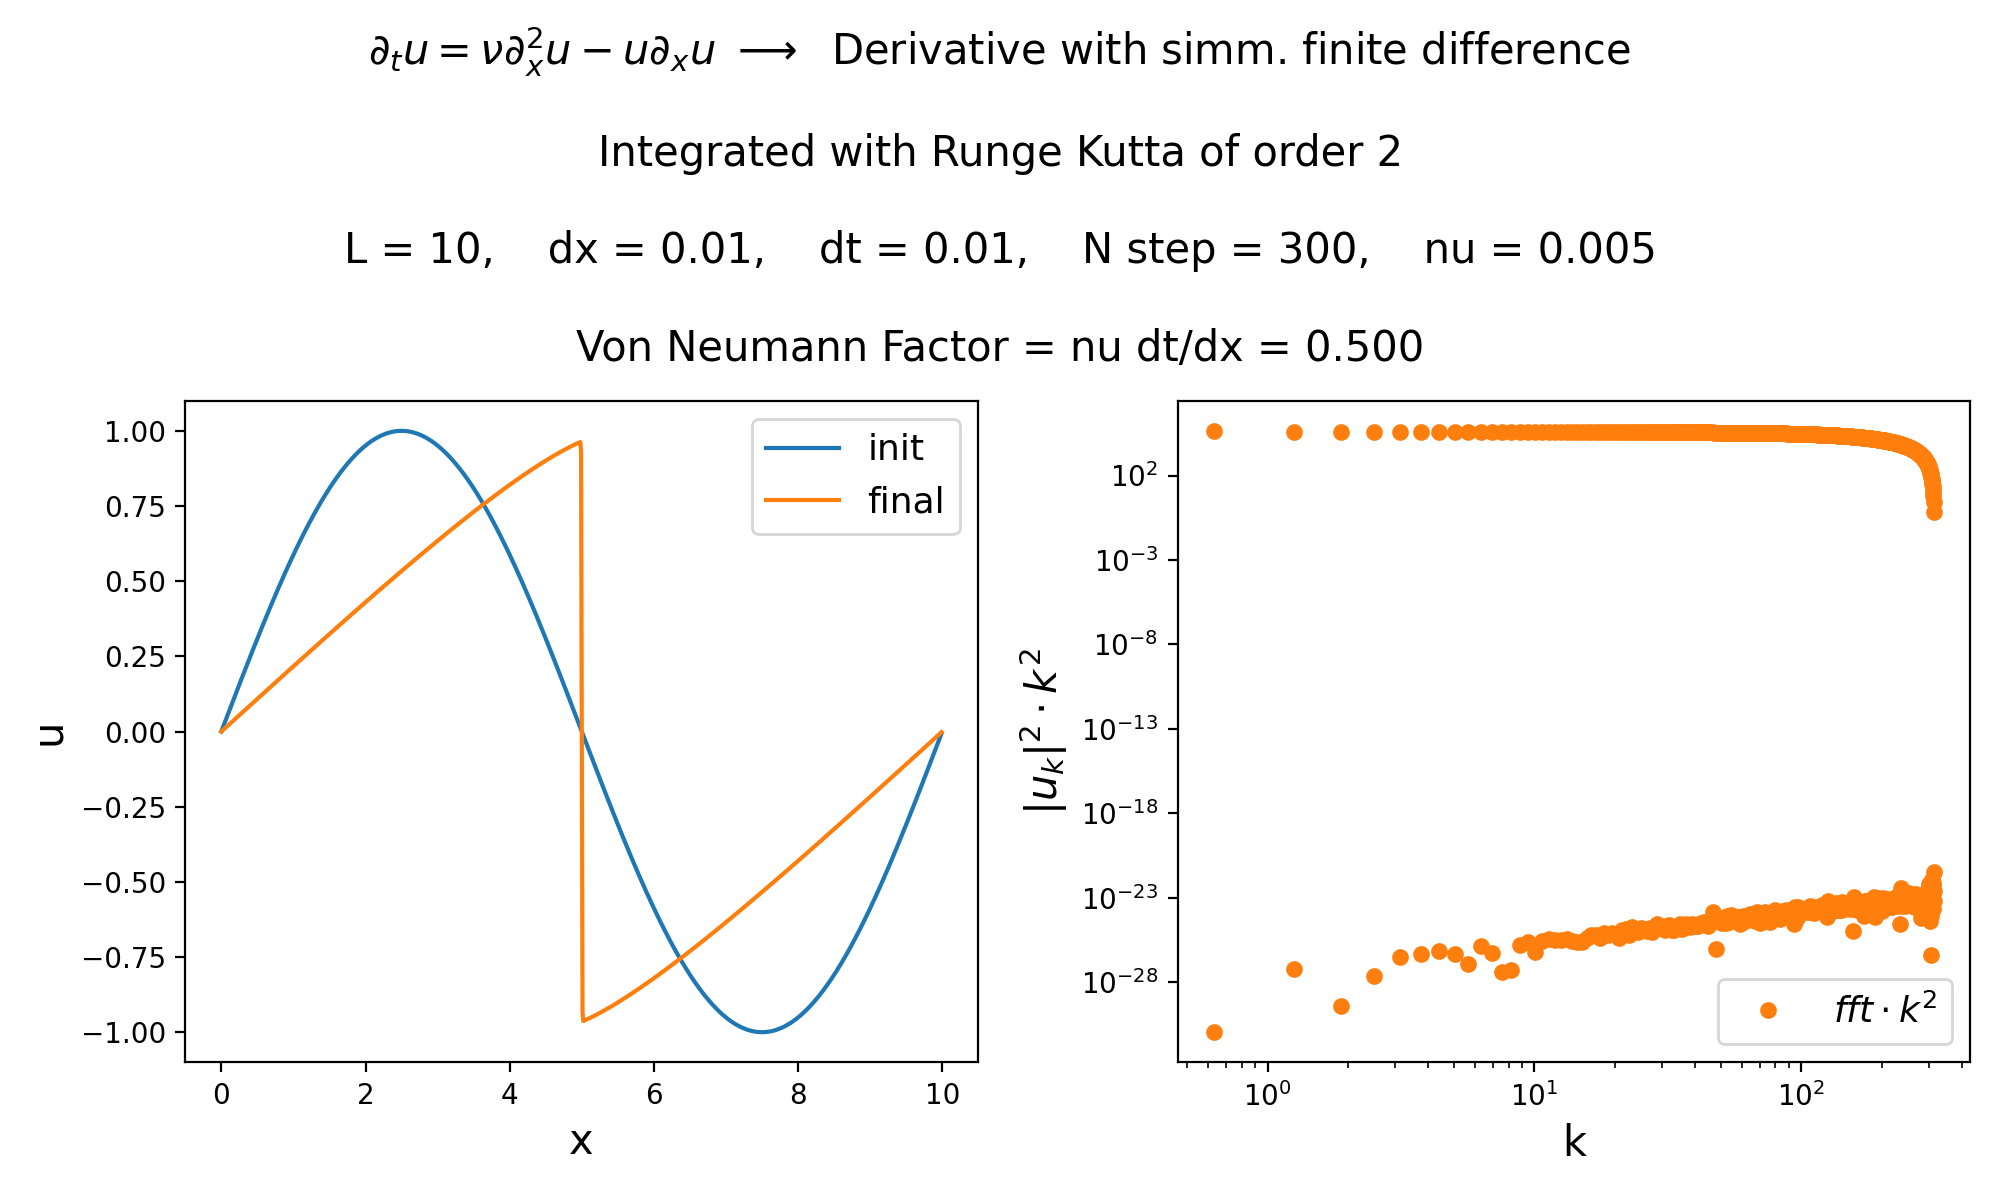 ∂ₜu = ν∂ₓ²u − u∂ₓu ⟶ Derivative with simm. finite difference
Integrated with Runge Kutta of order 2
L = 10, dx = 0.01, dt = 0.01, N step = 300, nu = 0.005
Von Neumann Factor = nu dt/dx = 0.500
1.00
0.75
0.50
0.25
0.00
−0.25
−0.50
−0.75
−1.00
u
0 2 4 6 8 10
x
init
final
10²
10⁻³
10⁻⁸
10⁻¹³
10⁻¹⁸
10⁻²³
10⁻²⁸
|uₖ|² · k²
10⁰ 10¹ 10²
k
fft · k²